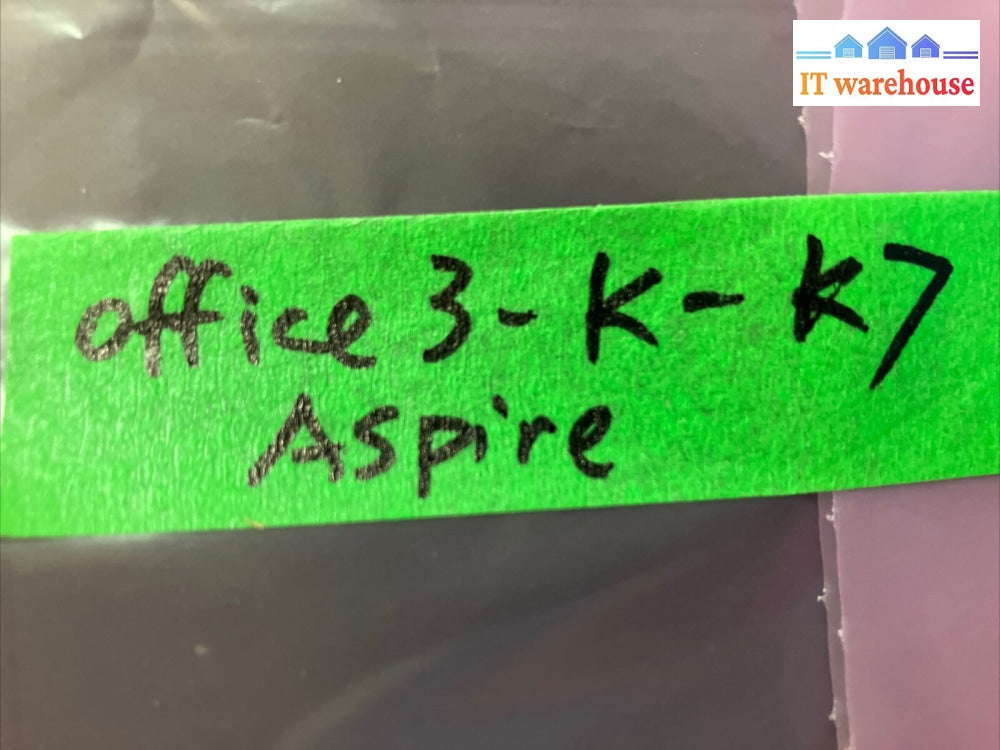 IT warehouse
office 3-K-K7
Aspire